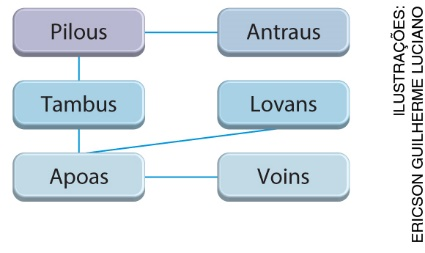 Pilous
Antraus
Tambus
Lovans
Apoas
Voins
ILUSTRAÇÕES:
ERICSON GUILHERME LUCIANO